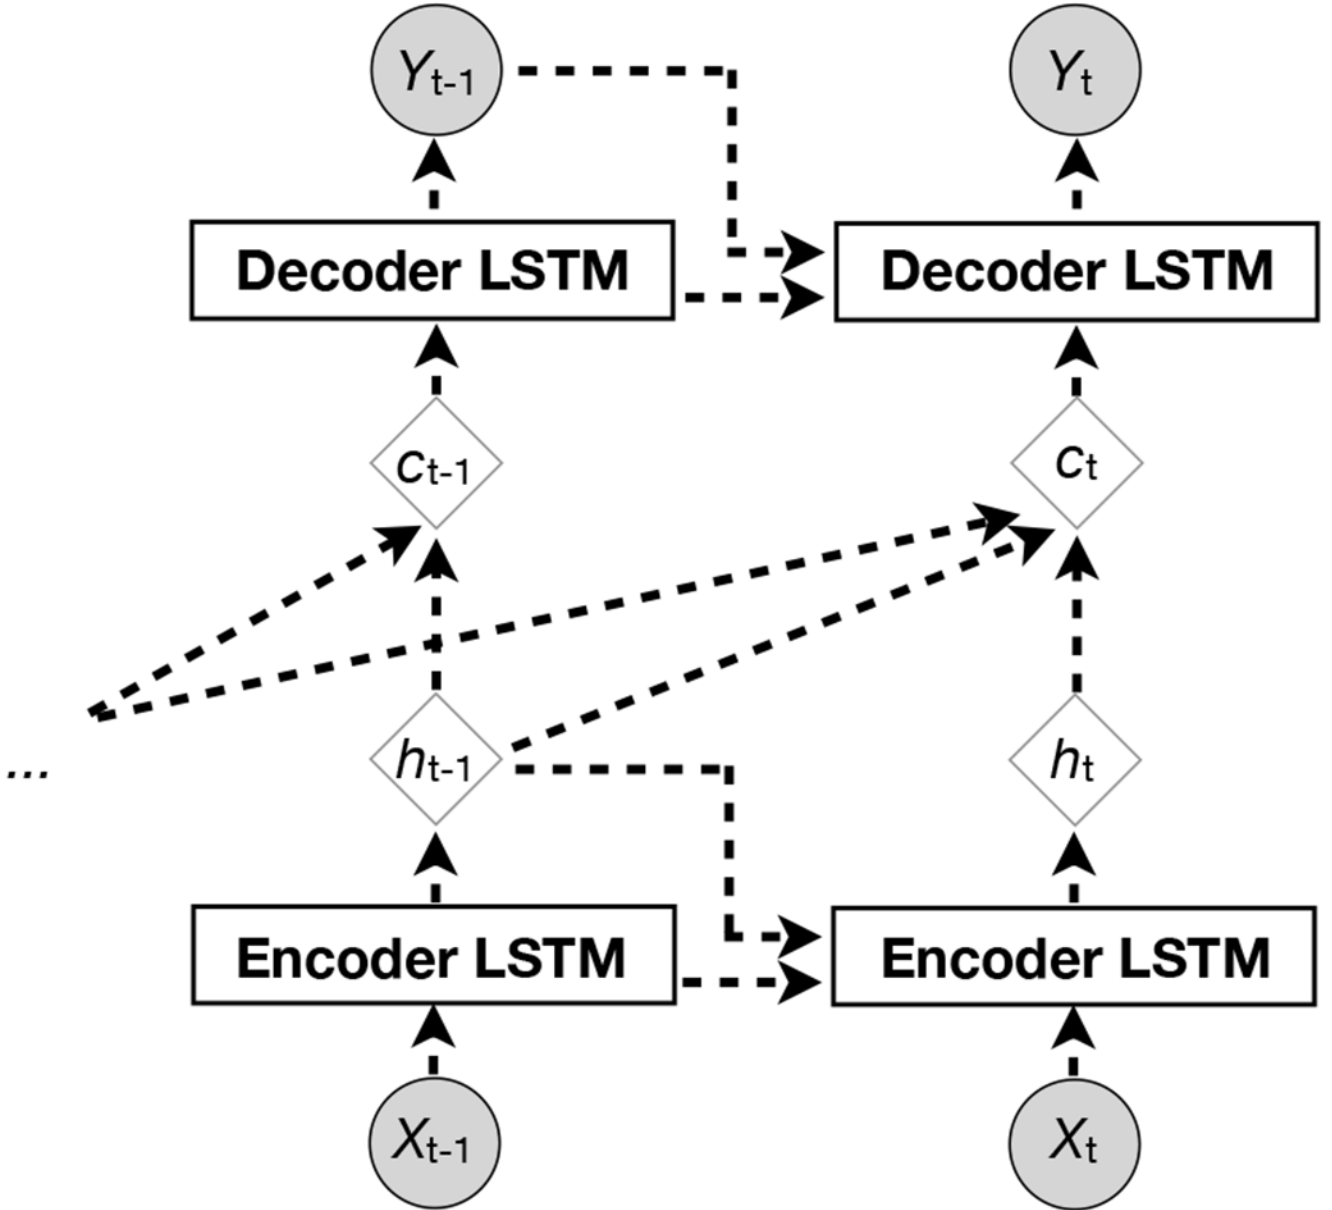 Yt-1
Yt
Decoder LSTM
Decoder LSTM
ct-1
ct
...
ht-1
ht
Encoder LSTM
Encoder LSTM
Xt-1
Xt